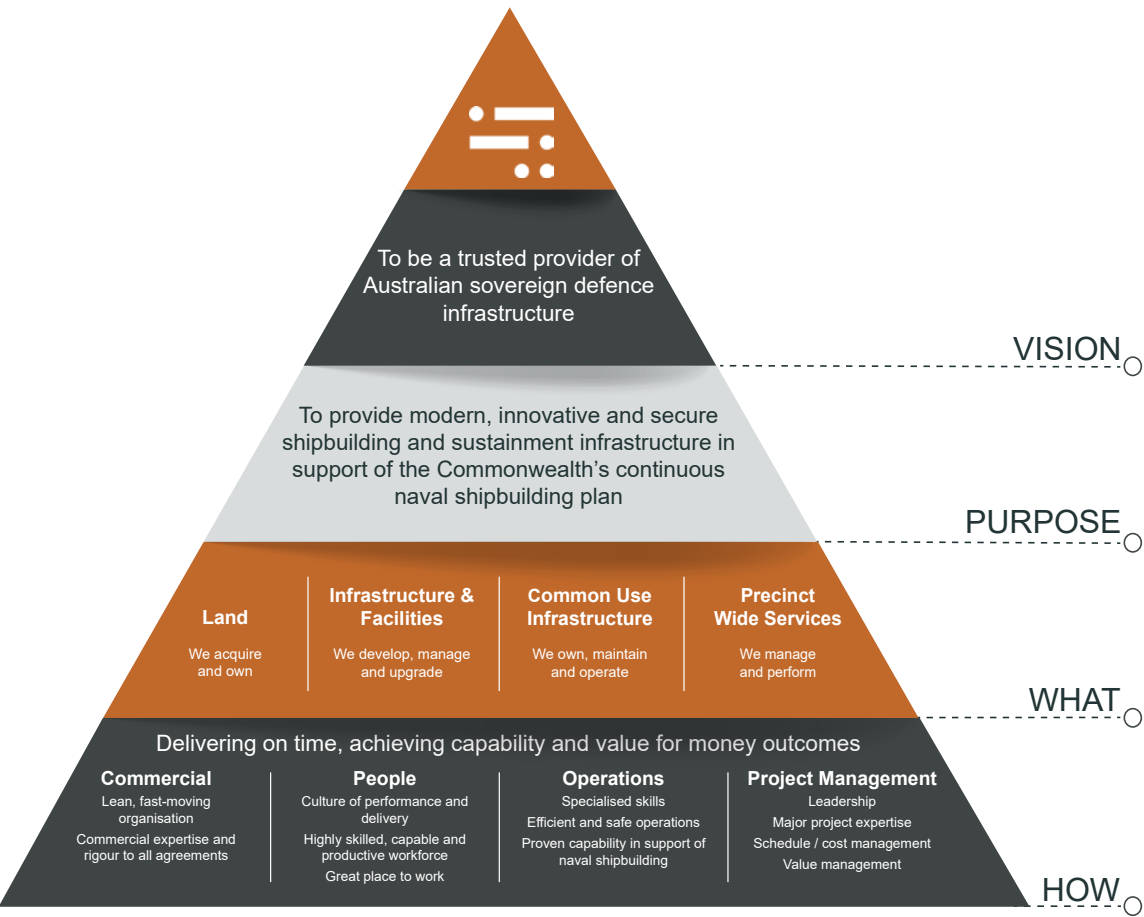 To be a trusted provider of
Australian sovereign defence
infrastructure
VISION
To provide modern, innovative and secure
shipbuilding and sustainment infrastructure in
support of the Commonwealth's continuous
naval shipbuilding plan
PURPOSE
Land
We acquire
and own
Infrastructure &
Facilities
We develop, manage
and upgrade
Common Use
Infrastructure
We own, maintain
and operate
Precinct
Wide Services
We manage
and perform
WHAT
Delivering on time, achieving capability and value for money outcomes
Commercial
Lean, fast-moving
organisation
Commercial expertise and
rigour to all agreements
People
Culture of performance and
delivery
Highly skilled, capable and
productive workforce
Great place to work
Operations
Specialised skills
Efficient and safe operations
Proven capability in support of
naval shipbuilding
Project Management
Leadership
Major project expertise
Schedule / cost management
Value management
HOW